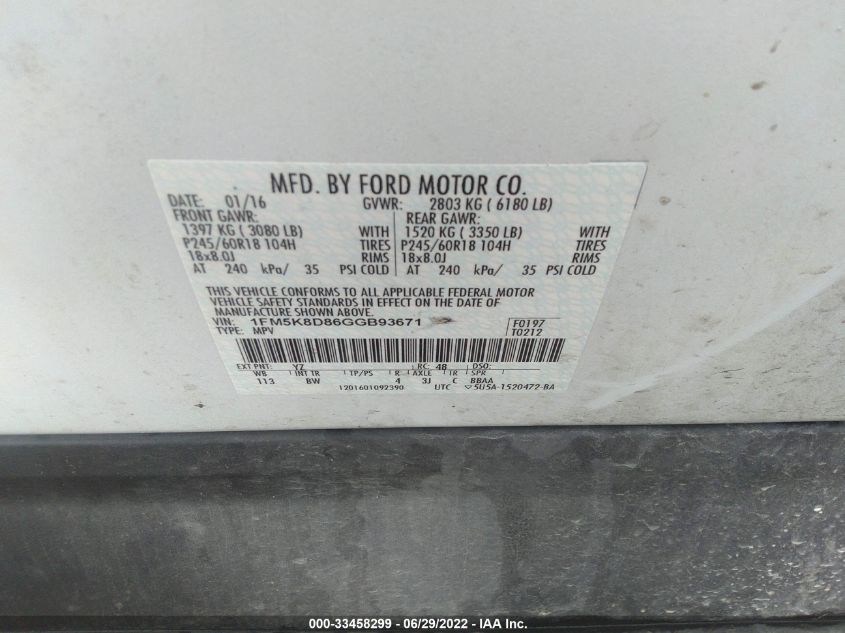 MFD. BY FORD MOTOR CO.
DATE: 01/16 GVWR: 2803 KG ( 6180 LB)
FRONT GAWR: REAR GAWR:
1397 KG ( 3080 LB) WITH 1520 KG ( 3350 LB) WITH
P245/60R18 104H TIRES P245/60R18 104H TIRES
18x8.0J RIMS 18x8.0J RIMS
AT 240 kPa/ 35 PSI COLD AT 240 kPa/ 35 PSI COLD
THIS VEHICLE CONFORMS TO ALL APPLICABLE FEDERAL MOTOR
VEHICLE SAFETY STANDARDS IN EFFECT ON THE DATE OF
MANUFACTURE SHOWN ABOVE.
VIN: 1FM5K8D86GGB93671 F0197
TYPE: MPV T0212
EXT PNT: YZ RC: 48 DSO:
WB INT TR TP/PS R AXLE TR SPR
113 BW 4 3J C BBAA
1201601092390 UTC 5U5A-1520472-BA
000-33458299 - 06/29/2022 - IAA Inc.